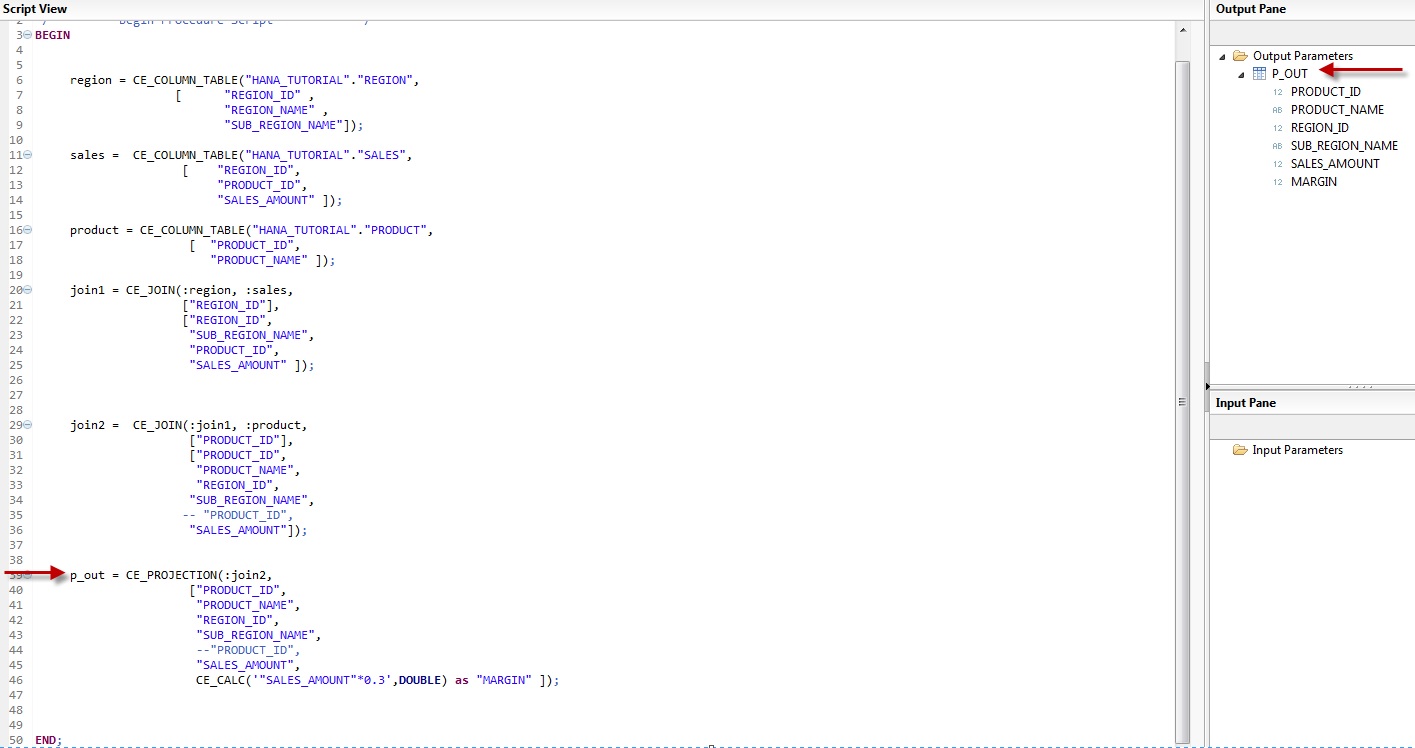 Script View
3 BEGIN
4
5
6 region = CE_COLUMN_TABLE("HANA_TUTORIAL"."REGION",
7 [ "REGION_ID" ,
8 "REGION_NAME" ,
9 "SUB_REGION_NAME"]);
10
11 sales = CE_COLUMN_TABLE("HANA_TUTORIAL"."SALES",
12 [ "REGION_ID",
13 "PRODUCT_ID",
14 "SALES_AMOUNT" ]);
15
16 product = CE_COLUMN_TABLE("HANA_TUTORIAL"."PRODUCT",
17 [ "PRODUCT_ID",
18 "PRODUCT_NAME" ]);
19
20 join1 = CE_JOIN(:region, :sales,
21 ["REGION_ID"],
22 ["REGION_ID",
23 "SUB_REGION_NAME",
24 "PRODUCT_ID",
25 "SALES_AMOUNT" ]);
26
27
28
29 join2 = CE_JOIN(:join1, :product,
30 ["PRODUCT_ID"],
31 ["PRODUCT_ID",
32 "PRODUCT_NAME",
33 "REGION_ID",
34 "SUB_REGION_NAME",
35 -- "PRODUCT_ID",
36 "SALES_AMOUNT"]);
37
38
39 p_out = CE_PROJECTION(:join2,
40 ["PRODUCT_ID",
41 "PRODUCT_NAME",
42 "REGION_ID",
43 "SUB_REGION_NAME",
44 --"PRODUCT_ID",
45 "SALES_AMOUNT",
46 CE_CALC('"SALES_AMOUNT"*0.3',DOUBLE) as "MARGIN" ]);
47
48
49
50 END;
Output Pane
Output Parameters
P_OUT
12 PRODUCT_ID
AB PRODUCT_NAME
12 REGION_ID
AB SUB_REGION_NAME
12 SALES_AMOUNT
12 MARGIN
Input Pane
Input Parameters